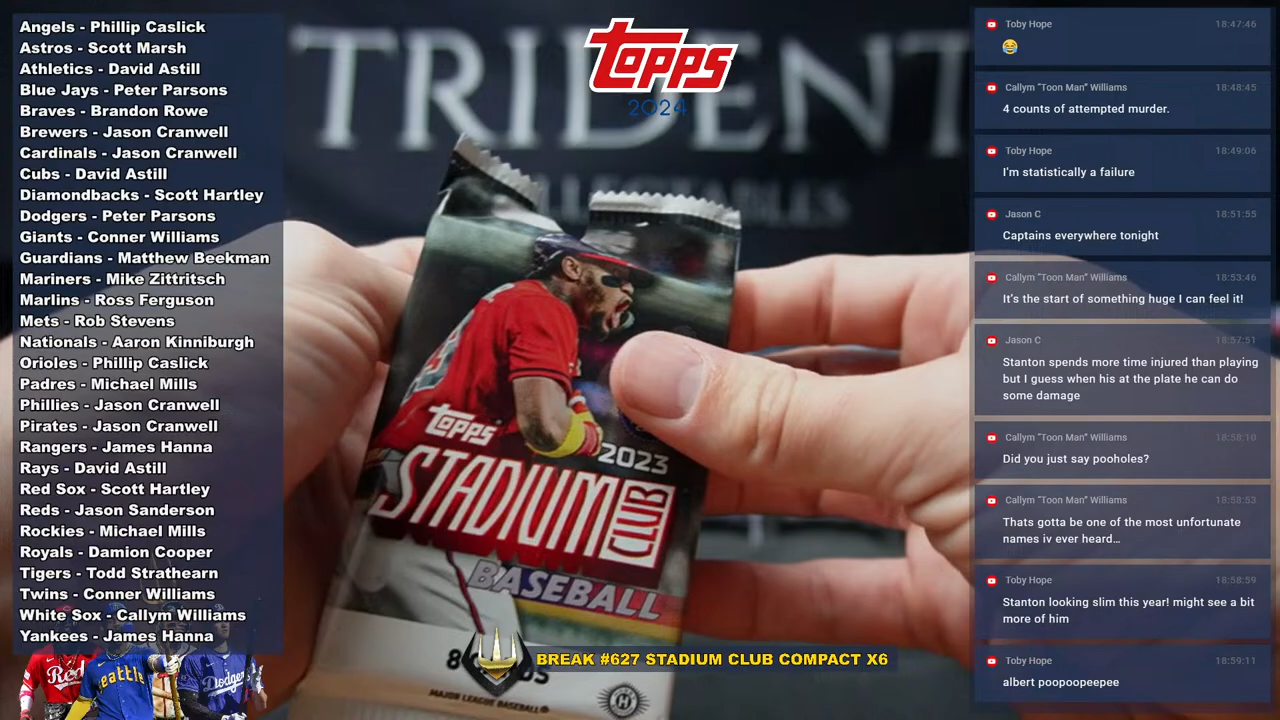 Angels - Phillip Caslick
Astros - Scott Marsh
Athletics - David Astill
Blue Jays - Peter Parsons
Braves - Brandon Rowe
Brewers - Jason Cranwell
Cardinals - Jason Cranwell
Cubs - David Astill
Diamondbacks - Scott Hartley
Dodgers - Peter Parsons
Giants - Conner Williams
Guardians - Matthew Beekman
Mariners - Mike Zittritsch
Marlins - Ross Ferguson
Mets - Rob Stevens
Nationals - Aaron Kinniburgh
Orioles - Phillip Caslick
Padres - Michael Mills
Phillies - Jason Cranwell
Pirates - Jason Cranwell
Rangers - James Hanna
Rays - David Astill
Red Sox - Scott Hartley
Reds - Jason Sanderson
Rockies - Michael Mills
Royals - Damion Cooper
Tigers - Todd Strathearn
Twins - Conner Williams
White Sox - Callym Williams
Yankees - James Hanna
Reds
Seattle
Dodgers
TRIDENT
Topps
2024
Topps
2023
STADIUM
CLUB
BASEBALL
8
MAJOR LEAGUE BASEBALL®
H
BREAK #627 STADIUM CLUB COMPACT X6
Toby Hope 18:47:46
😂
Callym "Toon Man" Williams 18:48:45
4 counts of attempted murder.
Toby Hope 18:49:06
I'm statistically a failure
Jason C 18:51:55
Captains everywhere tonight
Callym "Toon Man" Williams 18:53:46
It's the start of something huge I can feel it!
Jason C 18:57:51
Stanton spends more time injured than playing
but I guess when his at the plate he can do
some damage
Callym "Toon Man" Williams 18:58:10
Did you just say pooholes?
Callym "Toon Man" Williams 18:58:53
Thats gotta be one of the most unfortunate
names iv ever heard...
Toby Hope 18:58:59
Stanton looking slim this year! might see a bit
more of him
Toby Hope 18:59:11
albert poopoopeepee